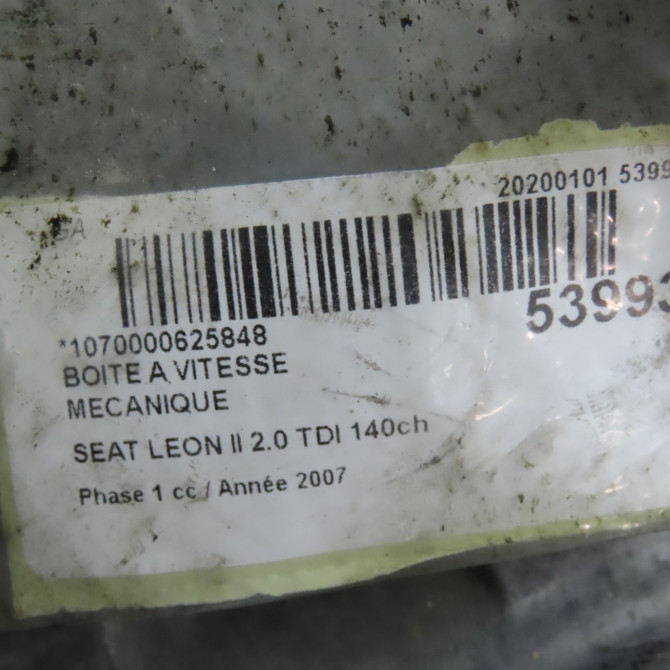 20200101 5399
53993
*1070000625848
BOITE A VITESSE
MECANIQUE
SEAT LEON II 2.0 TDI 140ch
Phase 1 cc / Année 2007